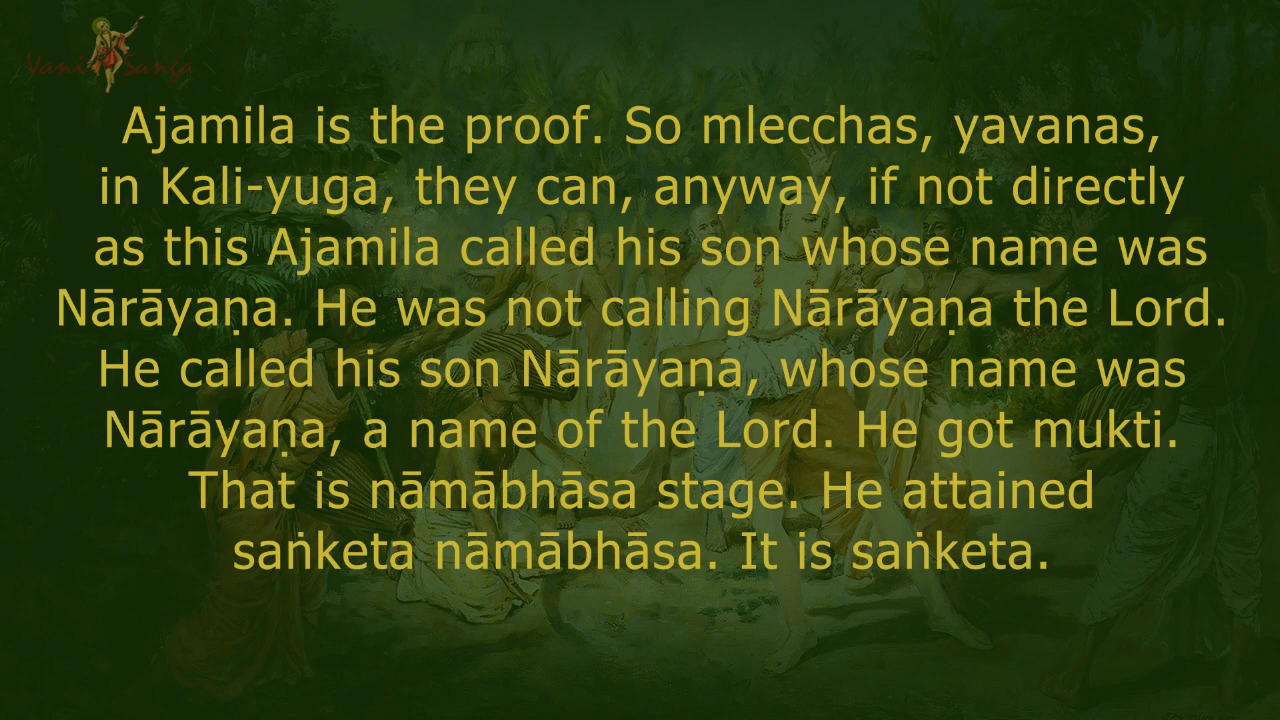 Vani Sanga
Ajamila is the proof. So mlecchas, yavanas,
in Kali-yuga, they can, anyway, if not directly
as this Ajamila called his son whose name was
Nārāyaṇa. He was not calling Nārāyaṇa the Lord.
He called his son Nārāyaṇa, whose name was
Nārāyaṇa, a name of the Lord. He got mukti.
That is nāmābhāsa stage. He attained
saṅketa nāmābhāsa. It is saṅketa.